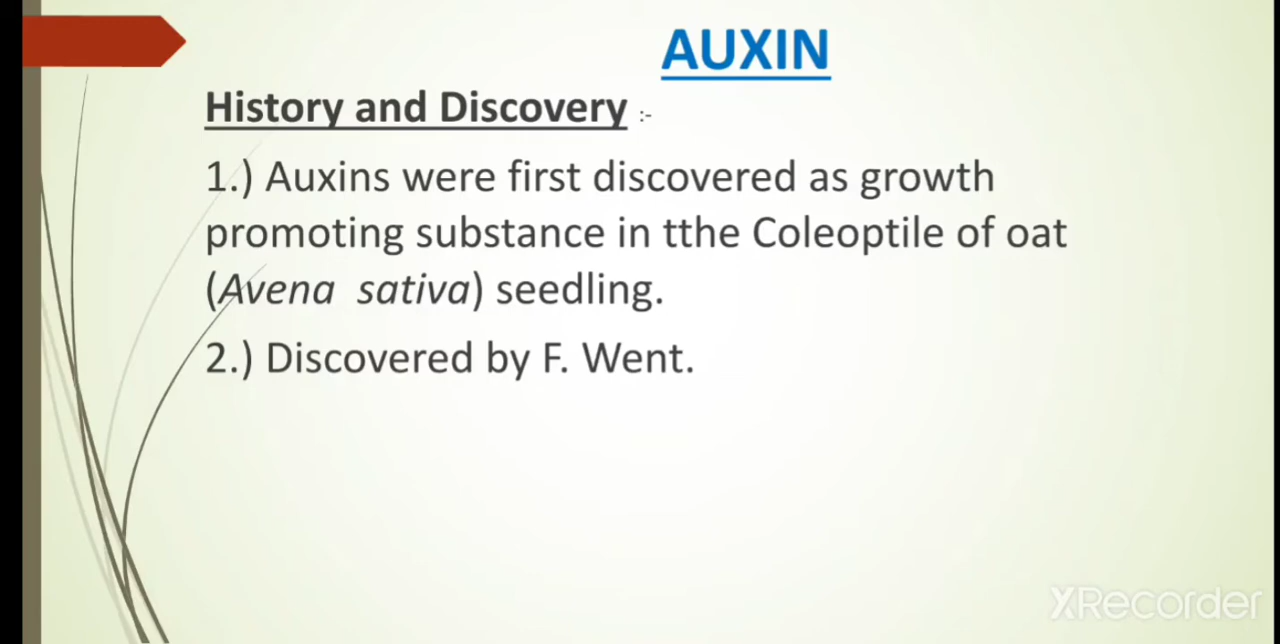 AUXIN
History and Discovery :-
1.) Auxins were first discovered as growth
promoting substance in tthe Coleoptile of oat
(Avena sativa) seedling.
2.) Discovered by F. Went.
XRecorder